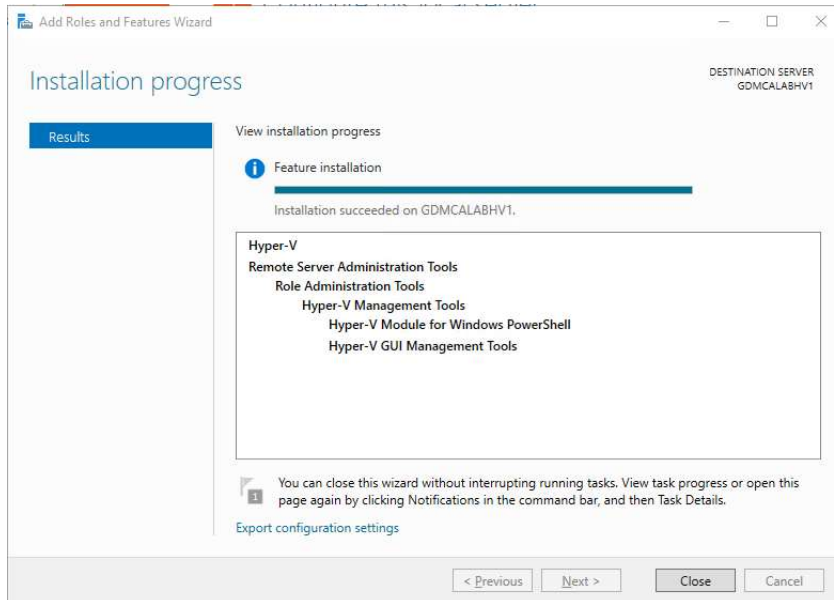 Add Roles and Features Wizard
Installation progress
DESTINATION SERVER
GDMCALABHV1
Results
View installation progress
Feature installation
Installation succeeded on GDMCALABHV1.
Hyper-V
Remote Server Administration Tools
Role Administration Tools
Hyper-V Management Tools
Hyper-V Module for Windows PowerShell
Hyper-V GUI Management Tools
1
You can close this wizard without interrupting running tasks. View task progress or open this
page again by clicking Notifications in the command bar, and then Task Details.
Export configuration settings
< Previous
Next >
Close
Cancel